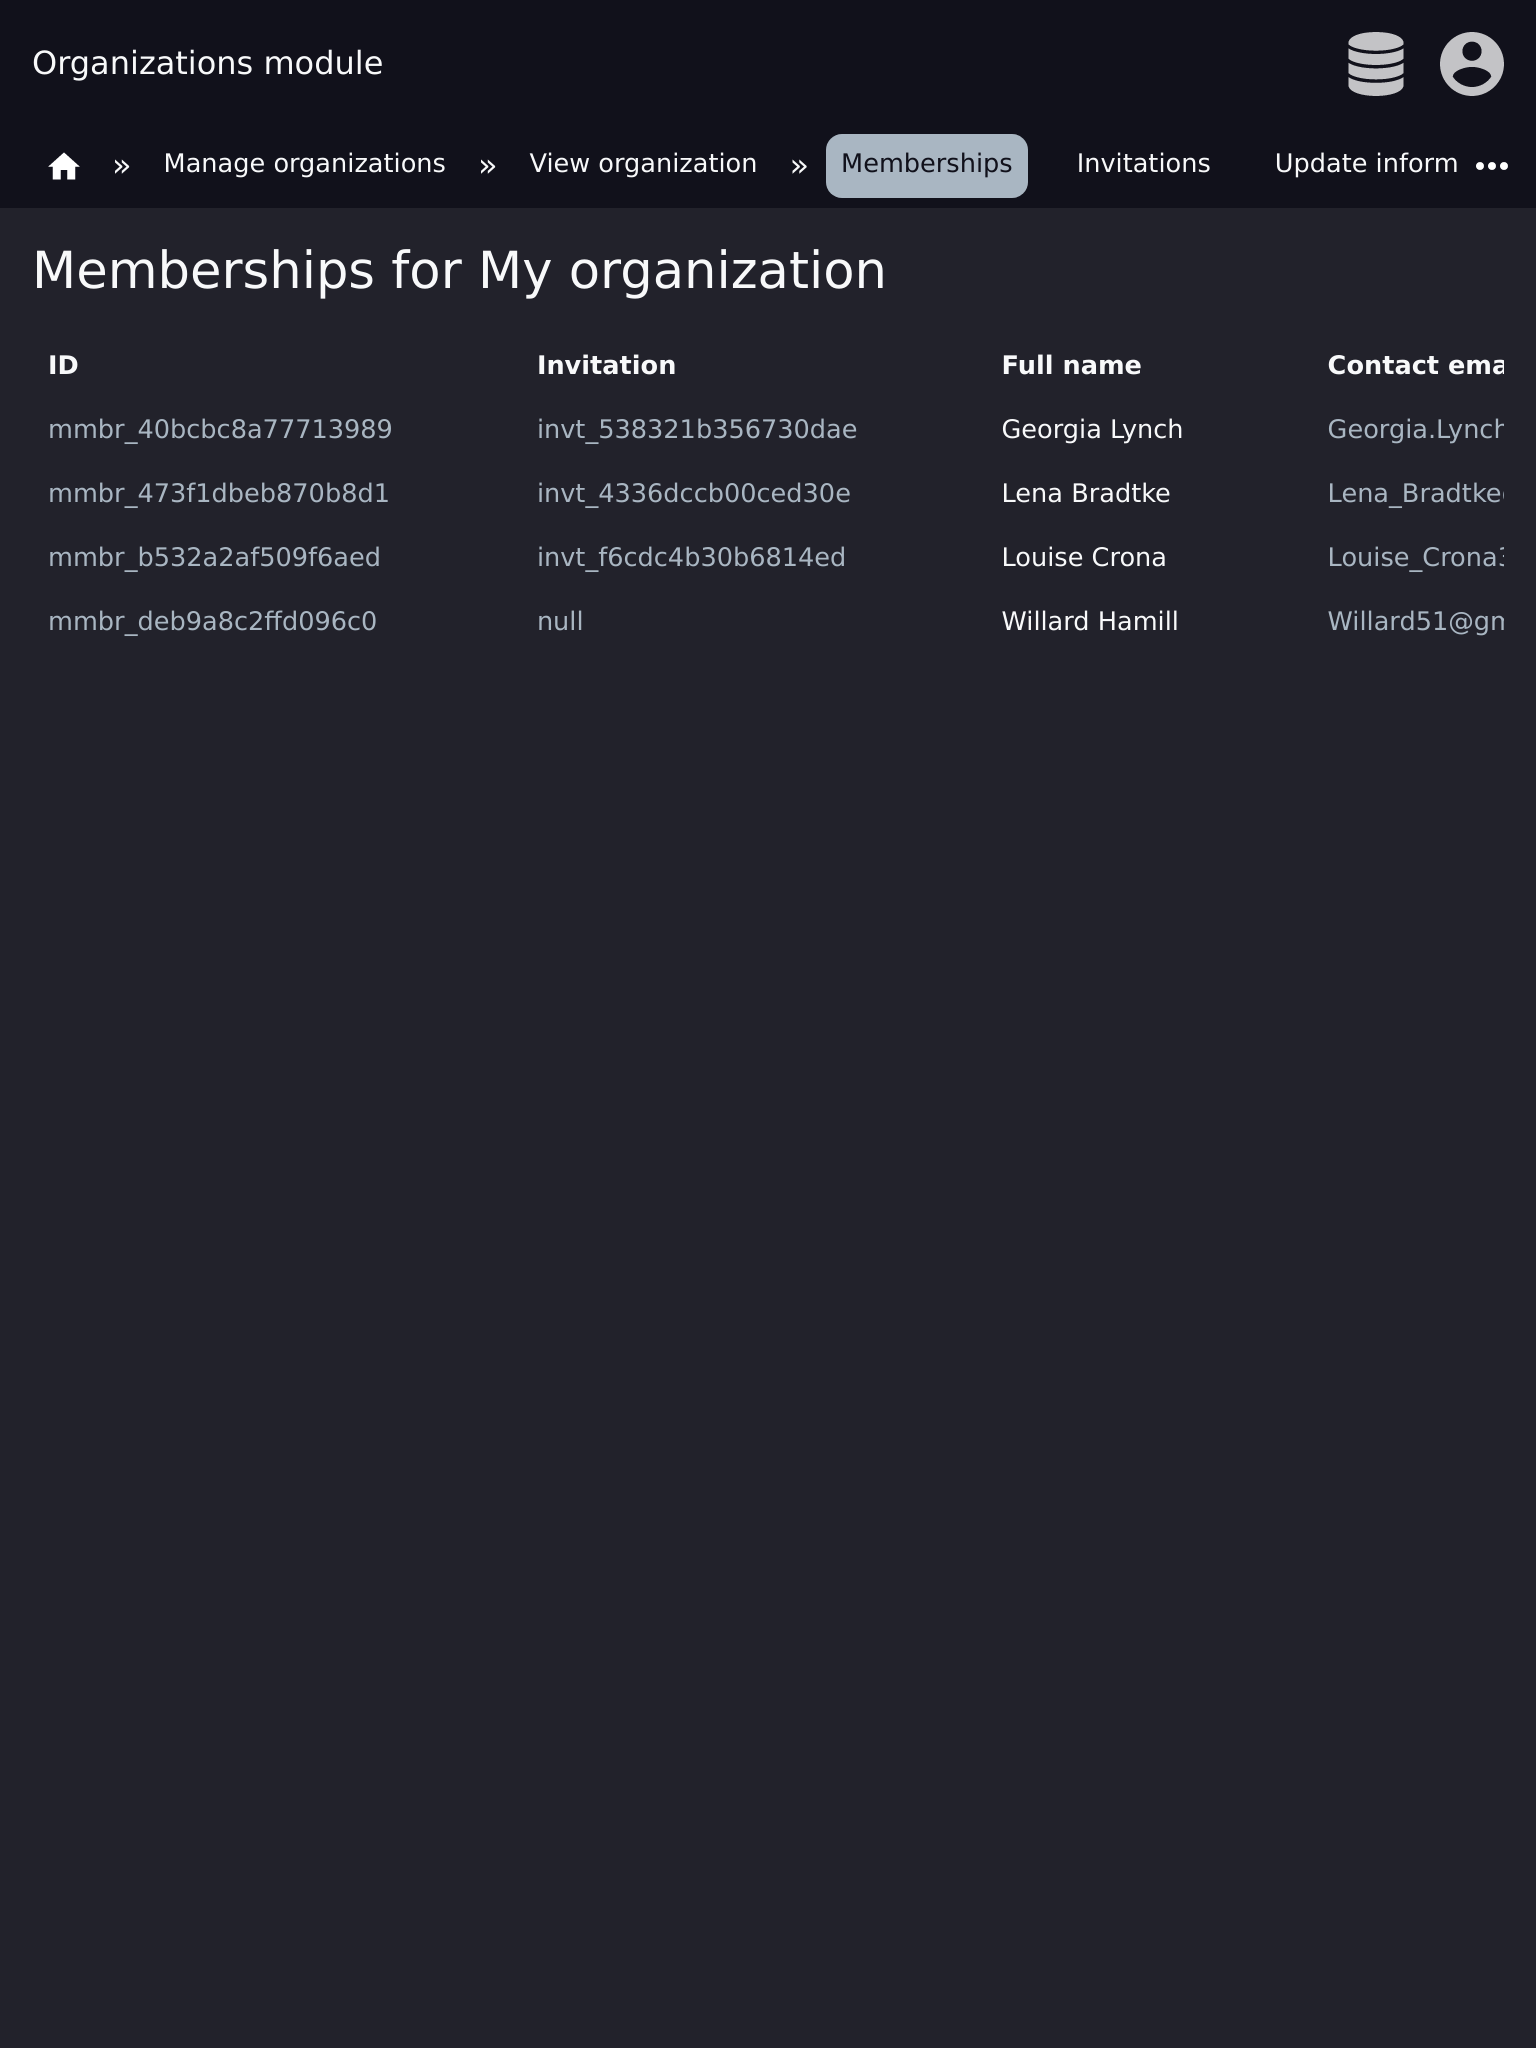 Organizations module
» Manage organizations » View organization » Memberships Invitations Update inform
Memberships for My organization
ID Invitation Full name Contact ema
mmbr_40bcbc8a77713989 invt_538321b356730dae Georgia Lynch Georgia.Lynch
mmbr_473f1dbeb870b8d1 invt_4336dccb00ced30e Lena Bradtke Lena_Bradtke
mmbr_b532a2af509f6aed invt_f6cdc4b30b6814ed Louise Crona Louise_Crona3
mmbr_deb9a8c2ffd096c0 null Willard Hamill Willard51@gm